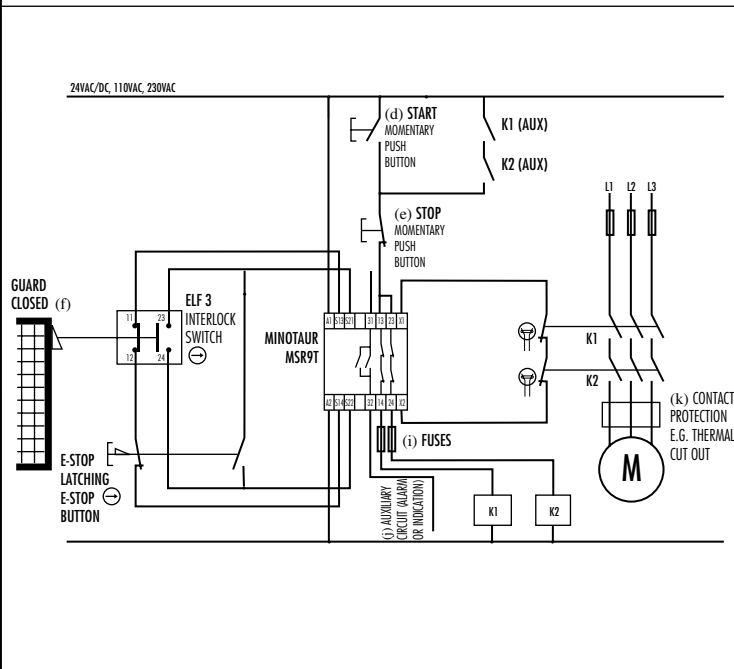 24VAC/DC, 110VAC, 230VAC
(d) START
MOMENTARY
PUSH
BUTTON
K1 (AUX)
K2 (AUX)
(e) STOP
MOMENTARY
PUSH
BUTTON
L1 L2 L3
GUARD
CLOSED (f)
11 23
12 24
ELF 3
INTERLOCK
SWITCH
MINOTAUR
MSR9T
A1 S13 S21 31 13 23 X1
A2 S14 S22 32 14 24 X2
K1
K2
(k) CONTACT
PROTECTION
E.G. THERMAL
CUT OUT
M
(i) FUSES
E-STOP
LATCHING
E-STOP
BUTTON
(j) AUXILIARY
CIRCUIT (ALARM
OR INDICATION)
K1
K2